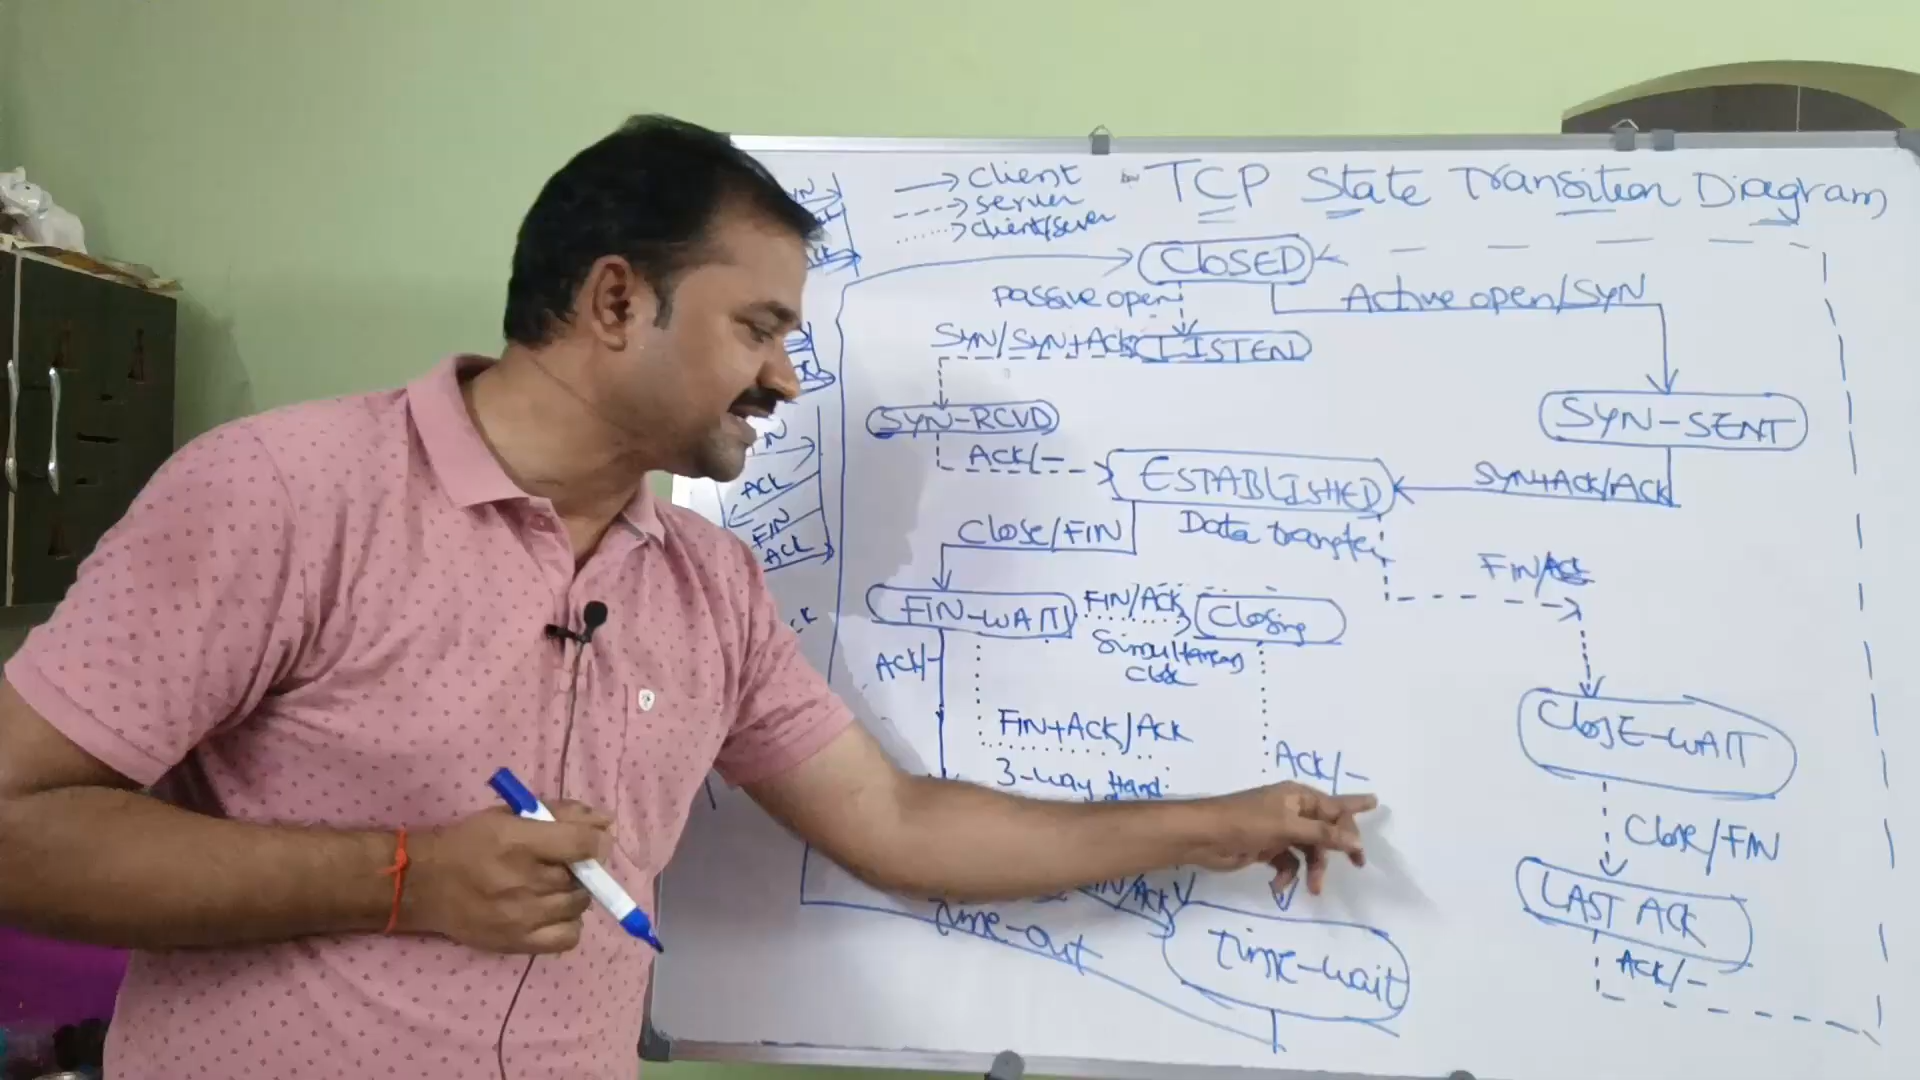 client
server
client/server
TCP State Transition Diagram
CLOSED
passive open
Active open/SYN
SYN/SYN+Ack
LISTEN
SYN-RCVD
SYN-SENT
Ack/-
ESTABLISHED
SYN+Ack/Ack
Data transfer
Close/FIN
FIN/Ack
ACK
FIN
ACK
FIN-WAIT1
FIN/Ack
Closing
Simultaneous
Close
ACK/-
FIN+Ack/Ack
3-way Hand
Ack/-
CLOSE-WAIT
Close/FIN
LAST ACK
Ack/-
FIN/Ack
Time-out
Time-wait